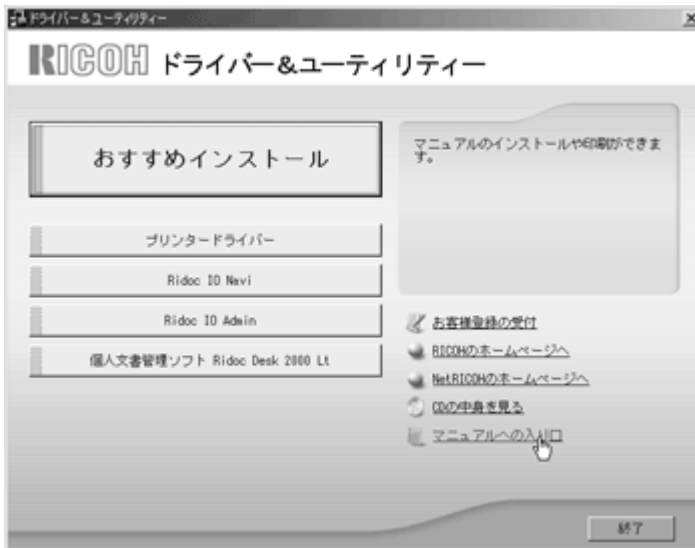 ドライバー&ユーティリティー
RICOH ドライバー&ユーティリティー
おすすめインストール
プリンタードライバー
Ridoc IO Navi
Ridoc IO Admin
個人文書管理ソフト Ridoc Desk 2000 Lt
マニュアルのインストールや印刷ができま
す。
お客様登録の受付
RICOHのホームページへ
NetRICOHのホームページへ
CDの中身を見る
マニュアルへの入り口
終了